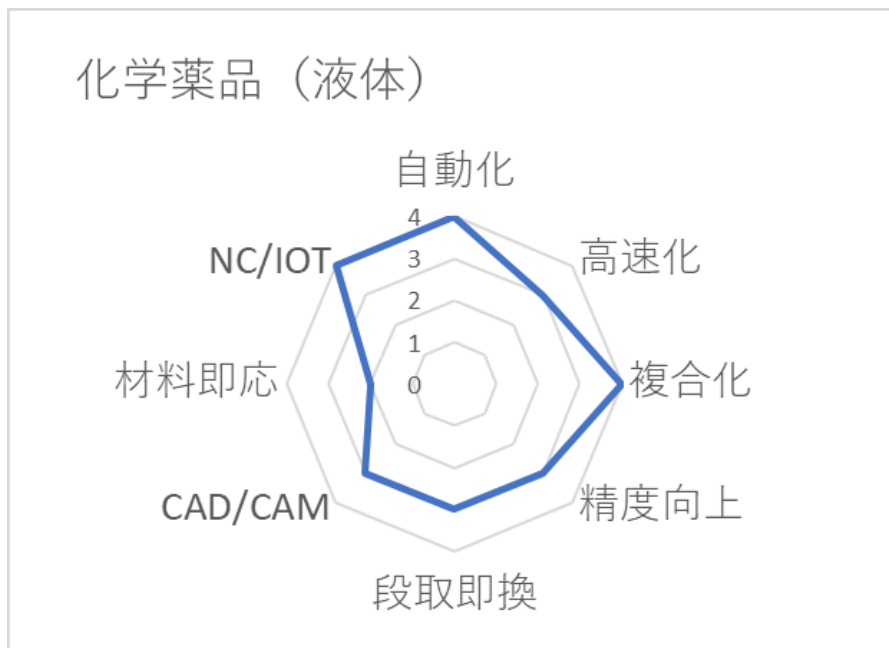 化学薬品（液体）
自動化
4
NC/IOT
3
高速化
2
1
材料即応
0
複合化
CAD/CAM
精度向上
段取即換